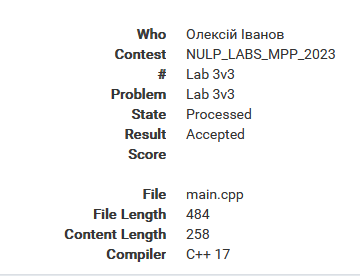 Who Олексій Іванов
Contest NULP_LABS_MPP_2023
# Lab 3v3
Problem Lab 3v3
State Processed
Result Accepted
Score
File main.cpp
File Length 484
Content Length 258
Compiler C++ 17